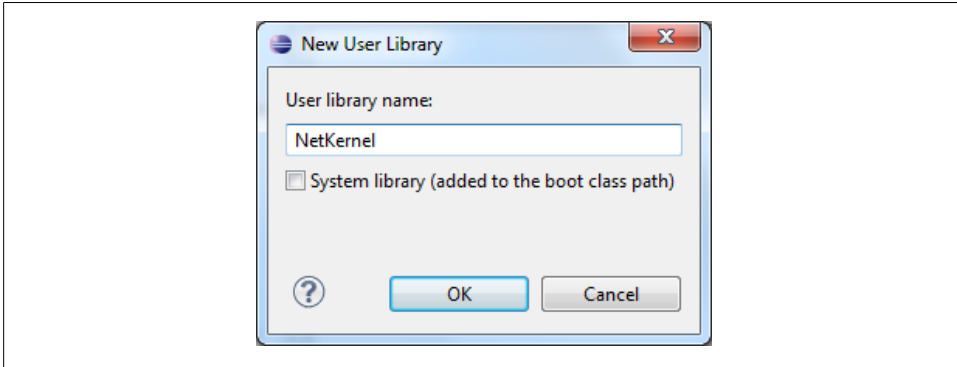 New User Library
User library name:
NetKernel
System library (added to the boot class path)
?
OK
Cancel